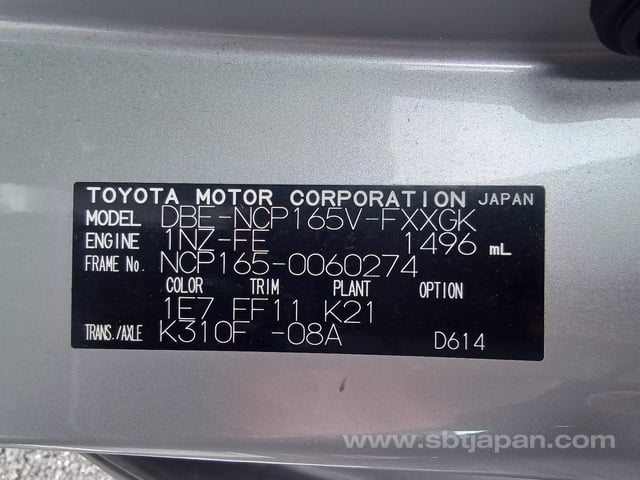 TOYOTA MOTOR CORPORATION JAPAN
MODEL DBE-NCP165V-FXXGK
ENGINE 1NZ-FE 1496 mL
FRAME No. NCP165-0060274
COLOR TRIM PLANT OPTION
1E7 EF11 K21
TRANS./AXLE K310F -08A D614
www.sbtjapan.com